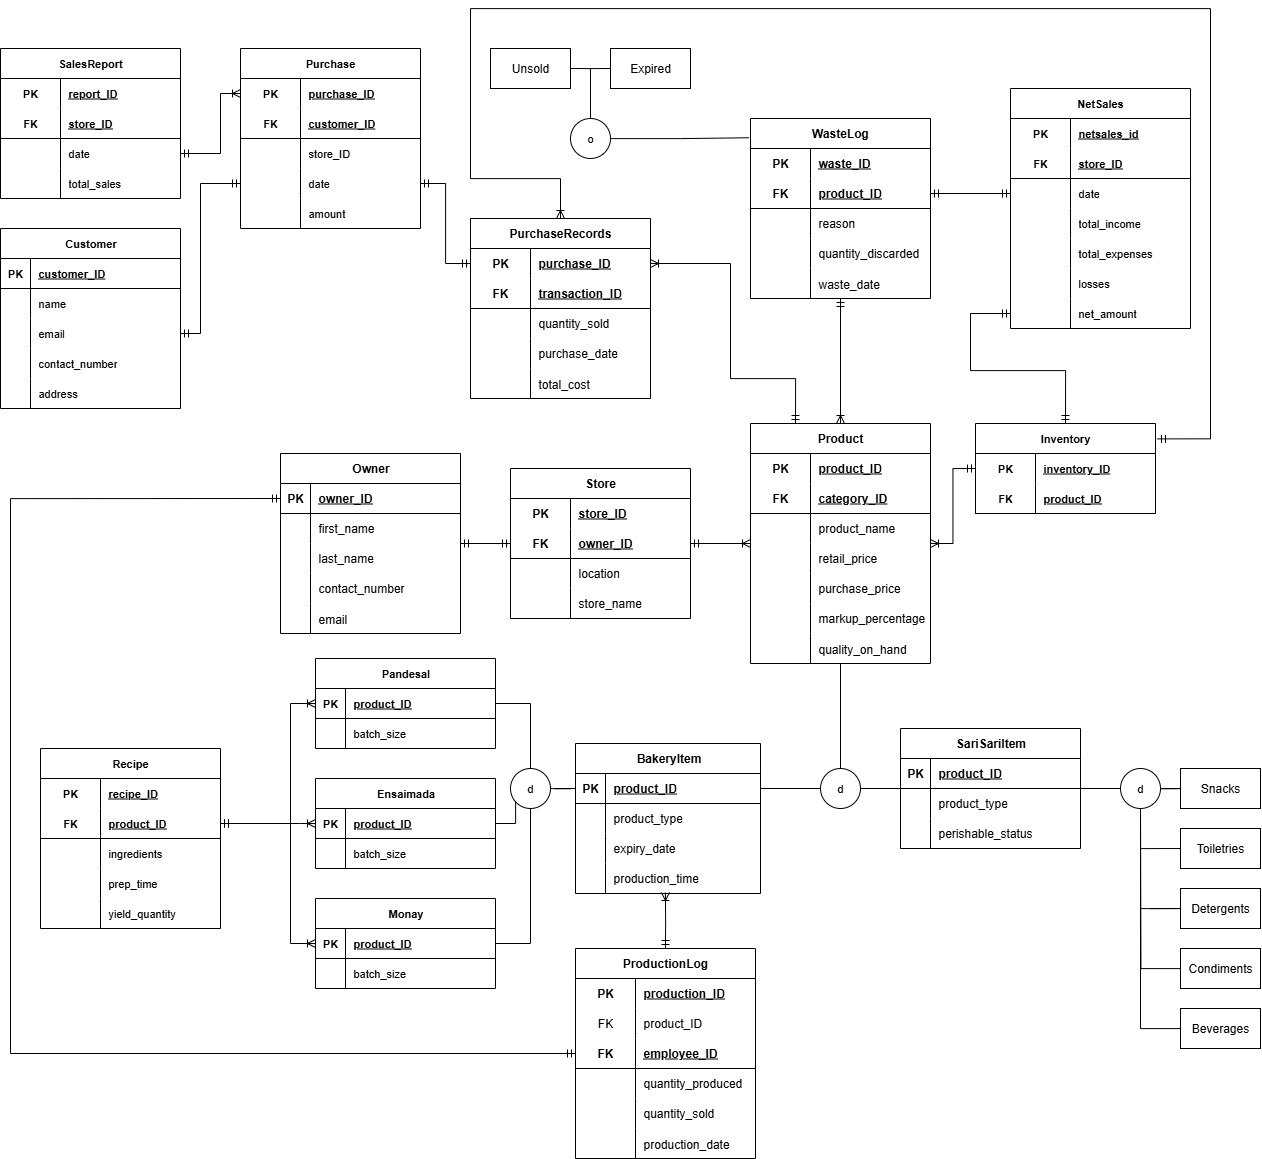 SalesReport
PK report_ID
FK store_ID
date
total_sales
Purchase
PK purchase_ID
FK customer_ID
store_ID
date
amount
Customer
PK customer_ID
name
email
contact_number
address
Unsold
Expired
o
PurchaseRecords
PK purchase_ID
FK transaction_ID
quantity_sold
purchase_date
total_cost
WasteLog
PK waste_ID
FK product_ID
reason
quantity_discarded
waste_date
NetSales
PK netsales_id
FK store_ID
date
total_income
total_expenses
losses
net_amount
Owner
PK owner_ID
first_name
last_name
contact_number
email
Store
PK store_ID
FK owner_ID
location
store_name
Product
PK product_ID
FK category_ID
product_name
retail_price
purchase_price
markup_percentage
quality_on_hand
Inventory
PK inventory_ID
FK product_ID
Recipe
PK recipe_ID
FK product_ID
ingredients
prep_time
yield_quantity
Pandesal
PK product_ID
batch_size
Ensaimada
PK product_ID
batch_size
Monay
PK product_ID
batch_size
d
BakeryItem
PK product_ID
product_type
expiry_date
production_time
d
SariSariItem
PK product_ID
product_type
perishable_status
d
Snacks
Toiletries
Detergents
Condiments
Beverages
ProductionLog
PK production_ID
FK product_ID
FK employee_ID
quantity_produced
quantity_sold
production_date